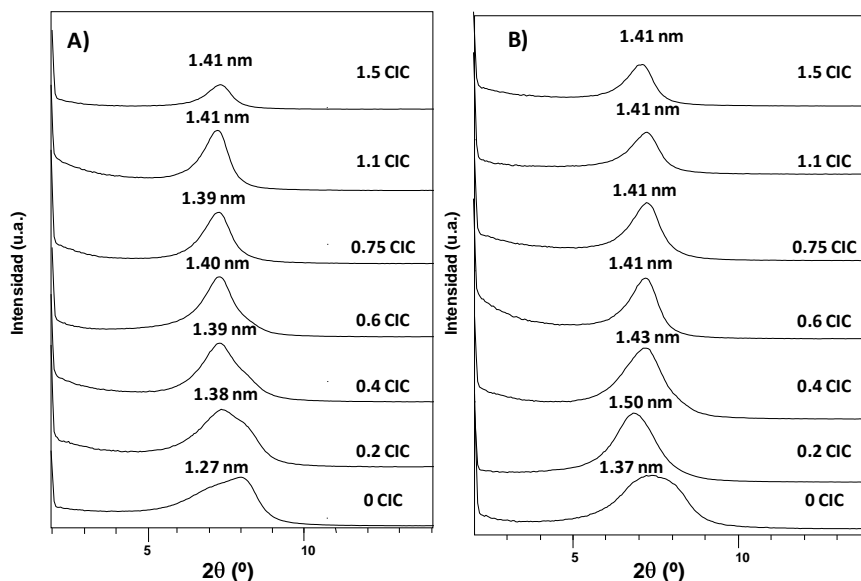 A)
1.41 nm
1.5 CIC
1.41 nm
1.1 CIC
1.39 nm
0.75 CIC
1.40 nm
0.6 CIC
1.39 nm
0.4 CIC
1.38 nm
0.2 CIC
1.27 nm
0 CIC
Intensidad (u.a.)
5
10
2θ (º)
B)
1.41 nm
1.5 CIC
1.41 nm
1.1 CIC
1.41 nm
0.75 CIC
1.41 nm
0.6 CIC
1.43 nm
0.4 CIC
1.50 nm
0.2 CIC
1.37 nm
0 CIC
Intensidad (u.a.)
5
10
2θ (º)